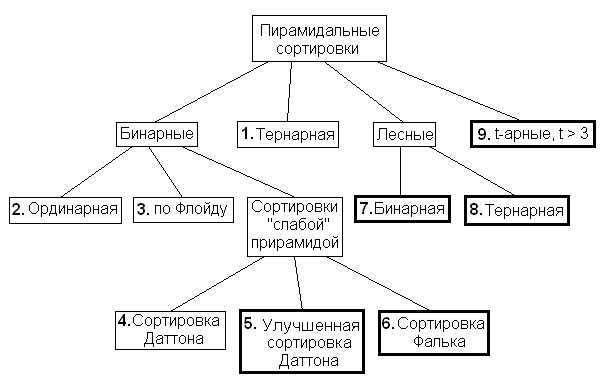 Пирамидальные
сортировки
Бинарные
1. Тернарная
Лесные
9. t-арные, t > 3
2. Ординарная
3. по Флойду
Сортировки
"слабой"
прирамидой
7. Бинарная
8. Тернарная
4. Сортировка
Даттона
5. Улучшенная
сортировка
Даттона
6. Сортировка
Фалька